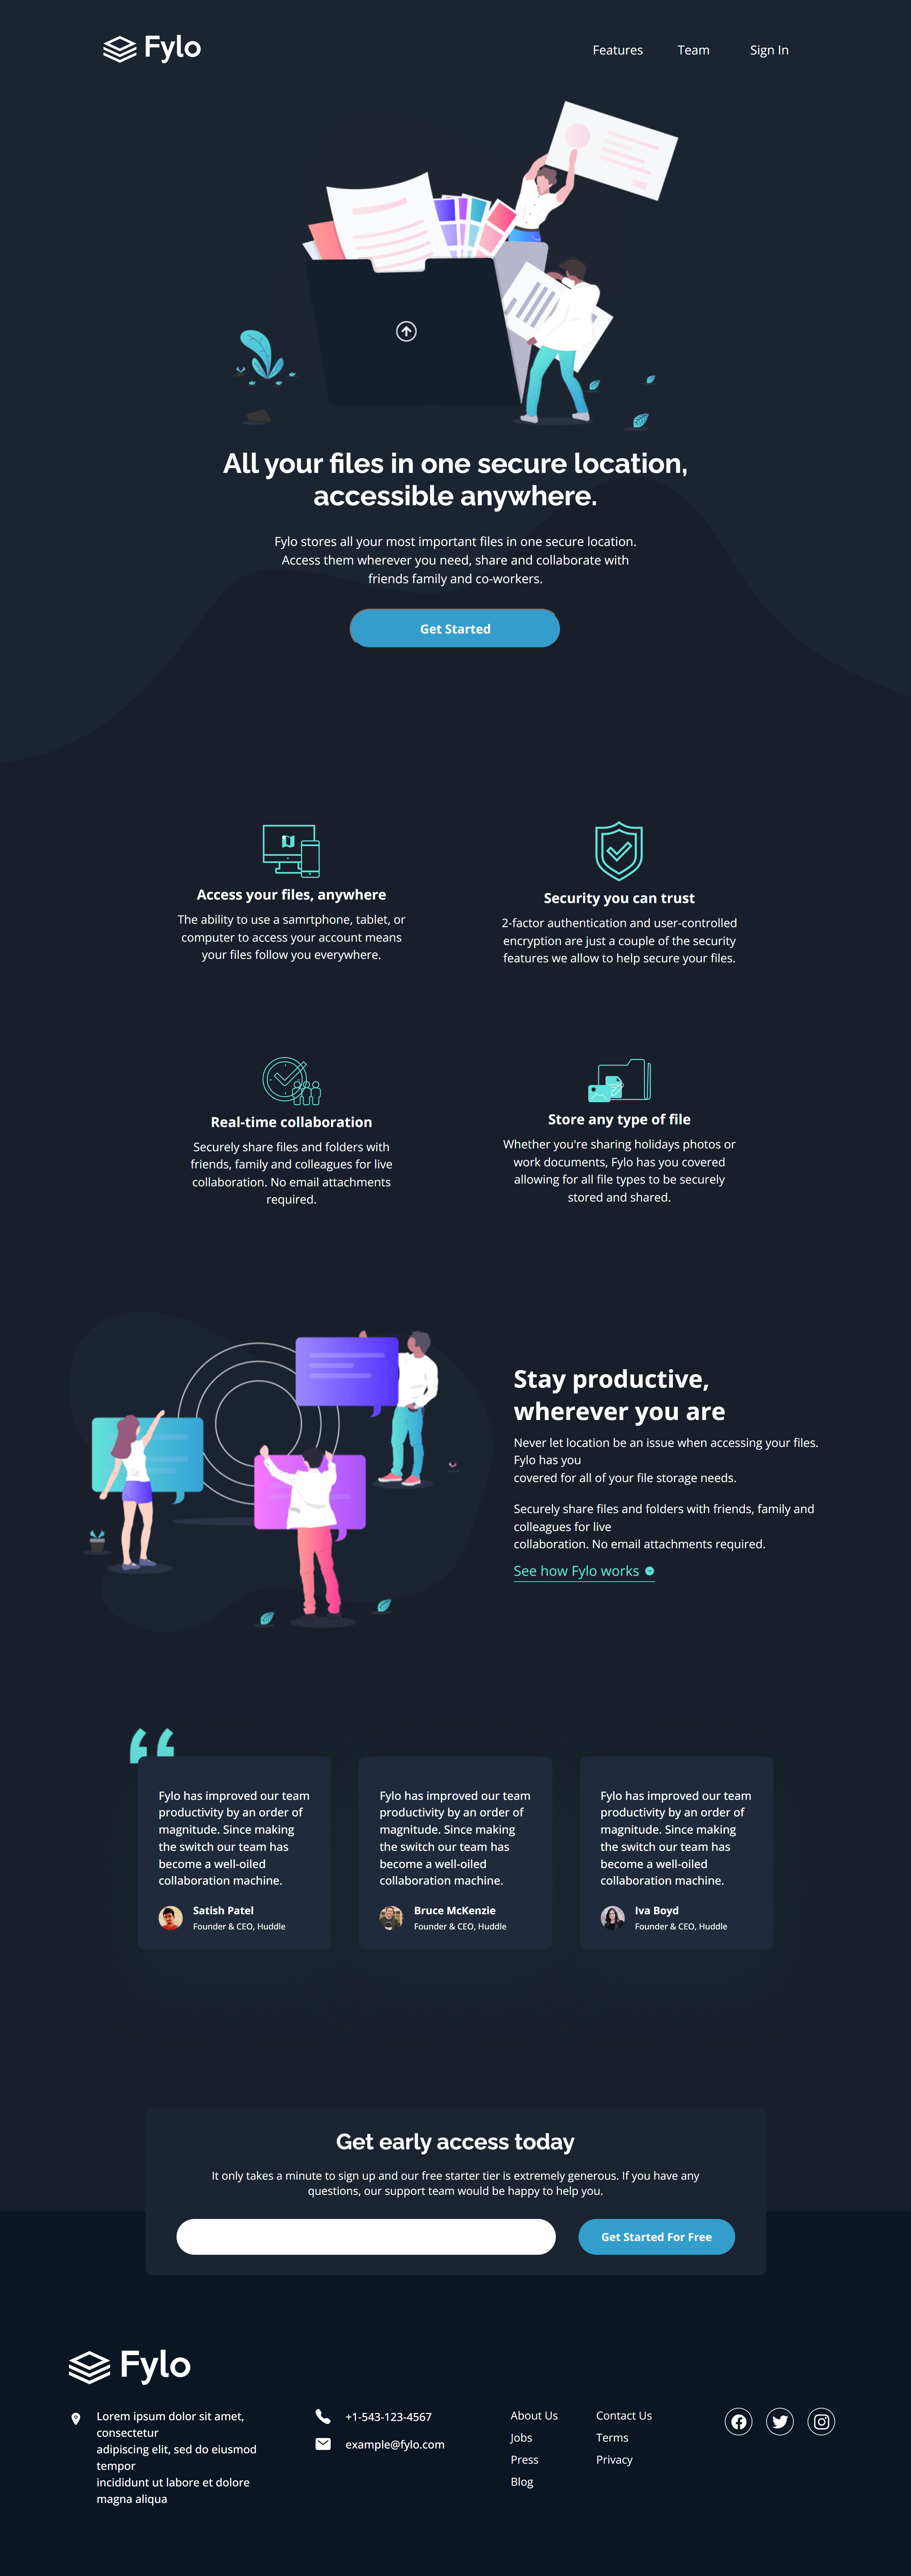 Fylo
Features
Team
Sign In
All your files in one secure location,
accessible anywhere.
Fylo stores all your most important files in one secure location.
Access them wherever you need, share and collaborate with
friends family and co-workers.
Get Started
Access your files, anywhere
The ability to use a samrtphone, tablet, or
computer to access your account means
your files follow you everywhere.
Security you can trust
2-factor authentication and user-controlled
encryption are just a couple of the security
features we allow to help secure your files.
Real-time collaboration
Securely share files and folders with
friends, family and colleagues for live
collaboration. No email attachments
required.
Store any type of file
Whether you're sharing holidays photos or
work documents, Fylo has you covered
allowing for all file types to be securely
stored and shared.
Stay productive,
wherever you are
Never let location be an issue when accessing your files.
Fylo has you
covered for all of your file storage needs.
Securely share files and folders with friends, family and
colleagues for live
collaboration. No email attachments required.
See how Fylo works
Fylo has improved our team
productivity by an order of
magnitude. Since making
the switch our team has
become a well-oiled
collaboration machine.
Satish Patel
Founder & CEO, Huddle
Fylo has improved our team
productivity by an order of
magnitude. Since making
the switch our team has
become a well-oiled
collaboration machine.
Bruce McKenzie
Founder & CEO, Huddle
Fylo has improved our team
productivity by an order of
magnitude. Since making
the switch our team has
become a well-oiled
collaboration machine.
Iva Boyd
Founder & CEO, Huddle
Get early access today
It only takes a minute to sign up and our free starter tier is extremely generous. If you have any
questions, our support team would be happy to help you.
Get Started For Free
Fylo
Lorem ipsum dolor sit amet,
consectetur
adipiscing elit, sed do eiusmod
tempor
incididunt ut labore et dolore
magna aliqua
+1-543-123-4567
example@fylo.com
About Us
Jobs
Press
Blog
Contact Us
Terms
Privacy